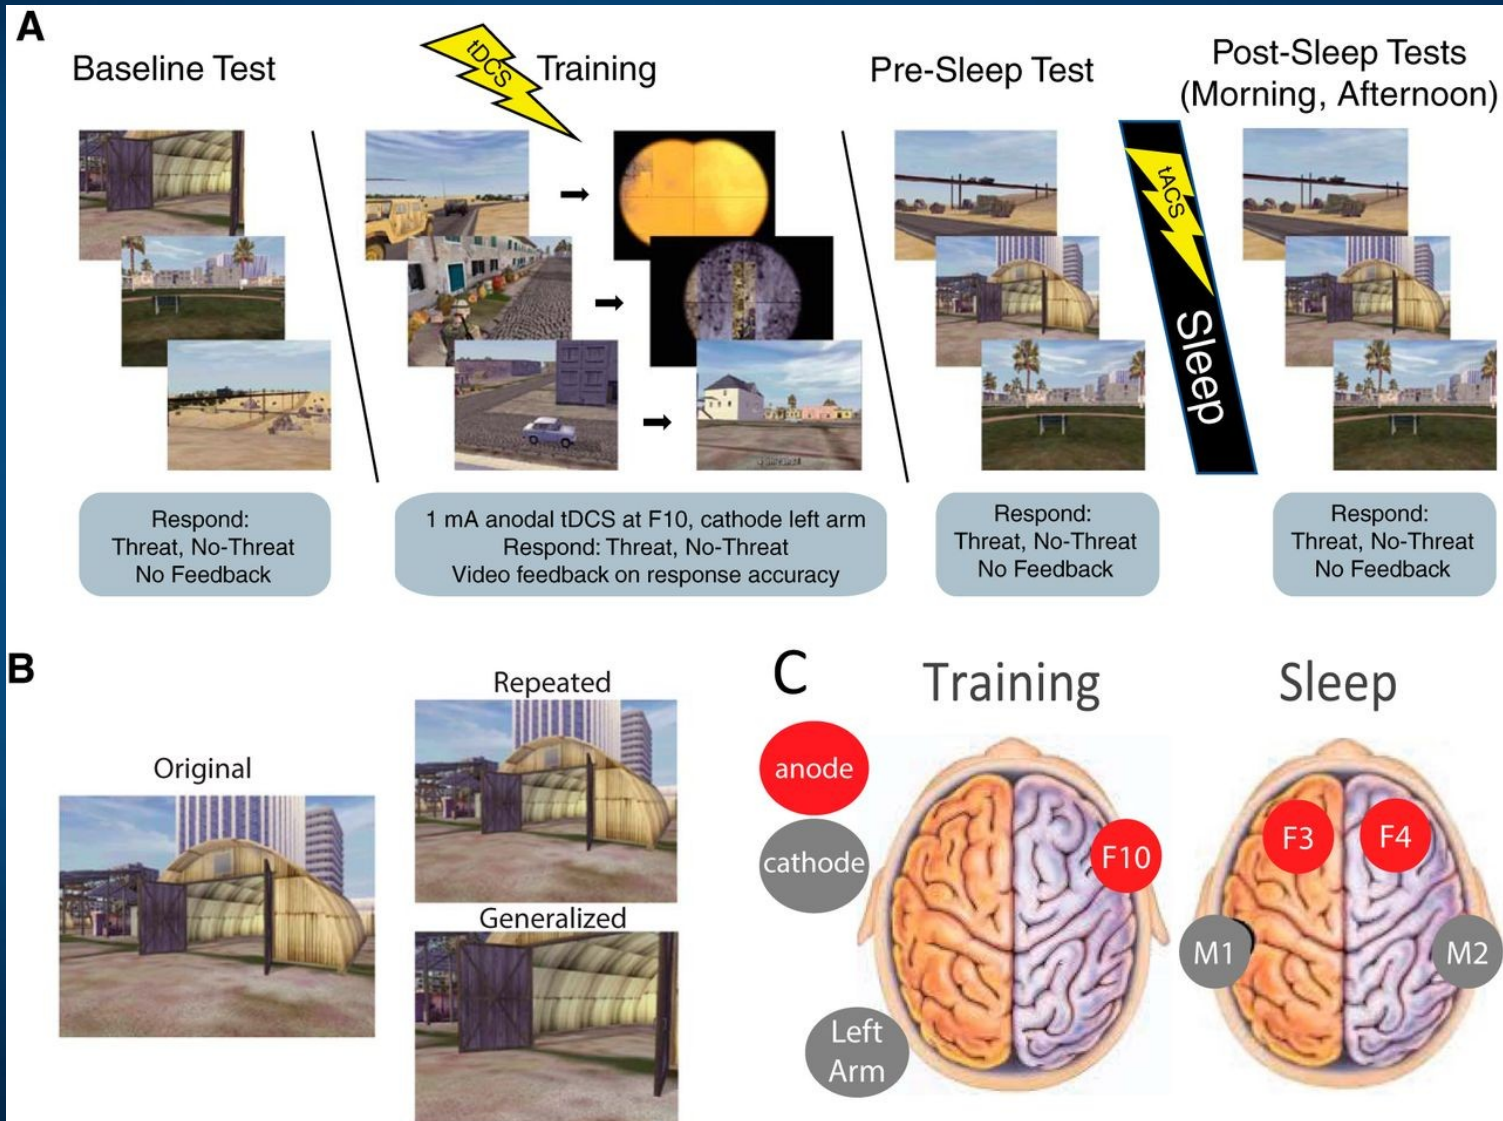 A
Baseline Test
tDCS
Training
Pre-Sleep Test
Post-Sleep Tests
(Morning, Afternoon)
tACS
Sleep
Respond:
Threat, No-Threat
No Feedback
1 mA anodal tDCS at F10, cathode left arm
Respond: Threat, No-Threat
Video feedback on response accuracy
Respond:
Threat, No-Threat
No Feedback
Respond:
Threat, No-Threat
No Feedback
B
Original
Repeated
Generalized
C
Training
Sleep
anode
cathode
F10
Left
Arm
F3
F4
M1
M2